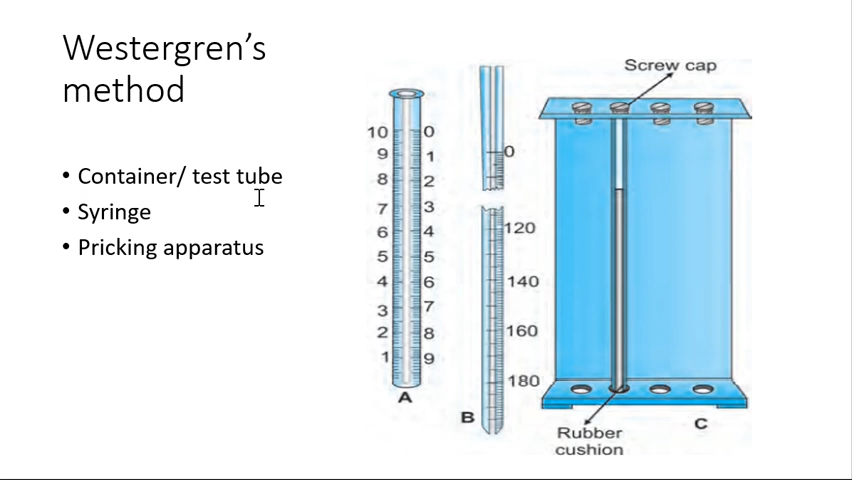 Westergren's
method
• Container/ test tube
• Syringe
• Pricking apparatus
Screw cap
10 0
9 1
8 2
7 3
6 4
5 5
4 6
3 7
2 8
1 9
A
0
120
140
160
180
B
C
Rubber
cushion